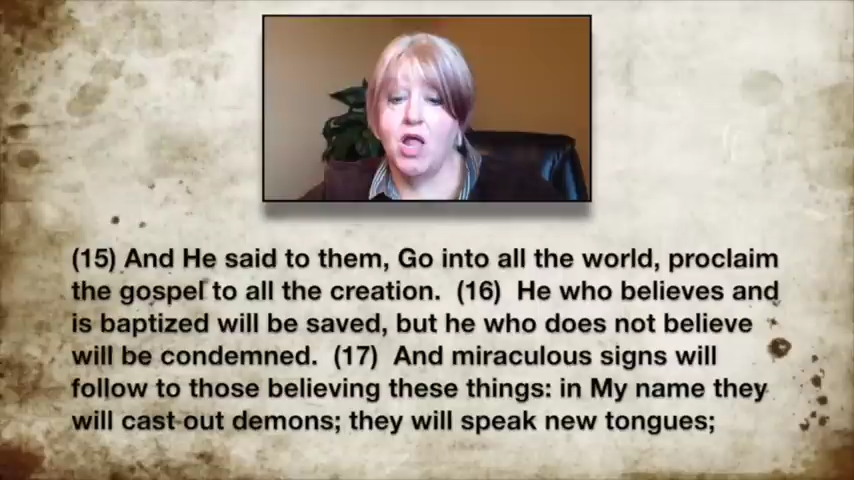 (15) And He said to them, Go into all the world, proclaim
the gospel to all the creation.  (16)  He who believes and
is baptized will be saved, but he who does not believe
will be condemned.  (17)  And miraculous signs will
follow to those believing these things: in My name they
will cast out demons; they will speak new tongues;